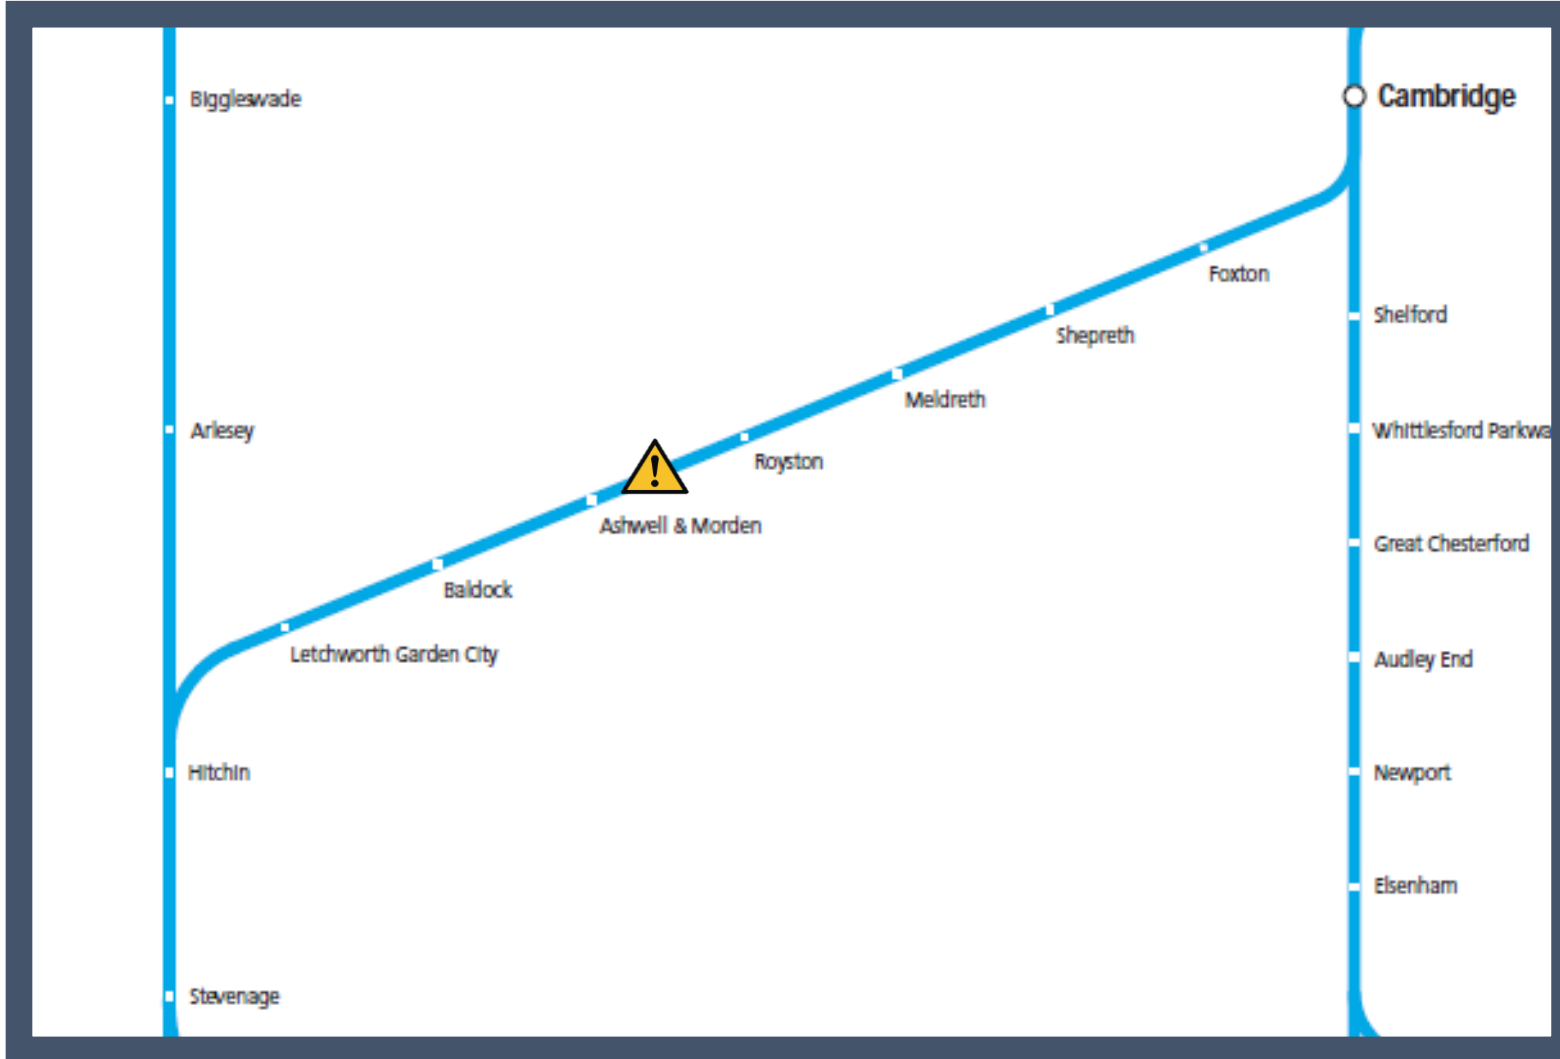 Biggleswade
Cambridge
Foxton
Shelford
Shepreth
Meldreth
Arlesey
Whittlesford Parkwa
Royston
!
Ashwell & Morden
Great Chesterford
Baldock
Letchworth Garden City
Audley End
Hitchin
Newport
Elsenham
Stevenage